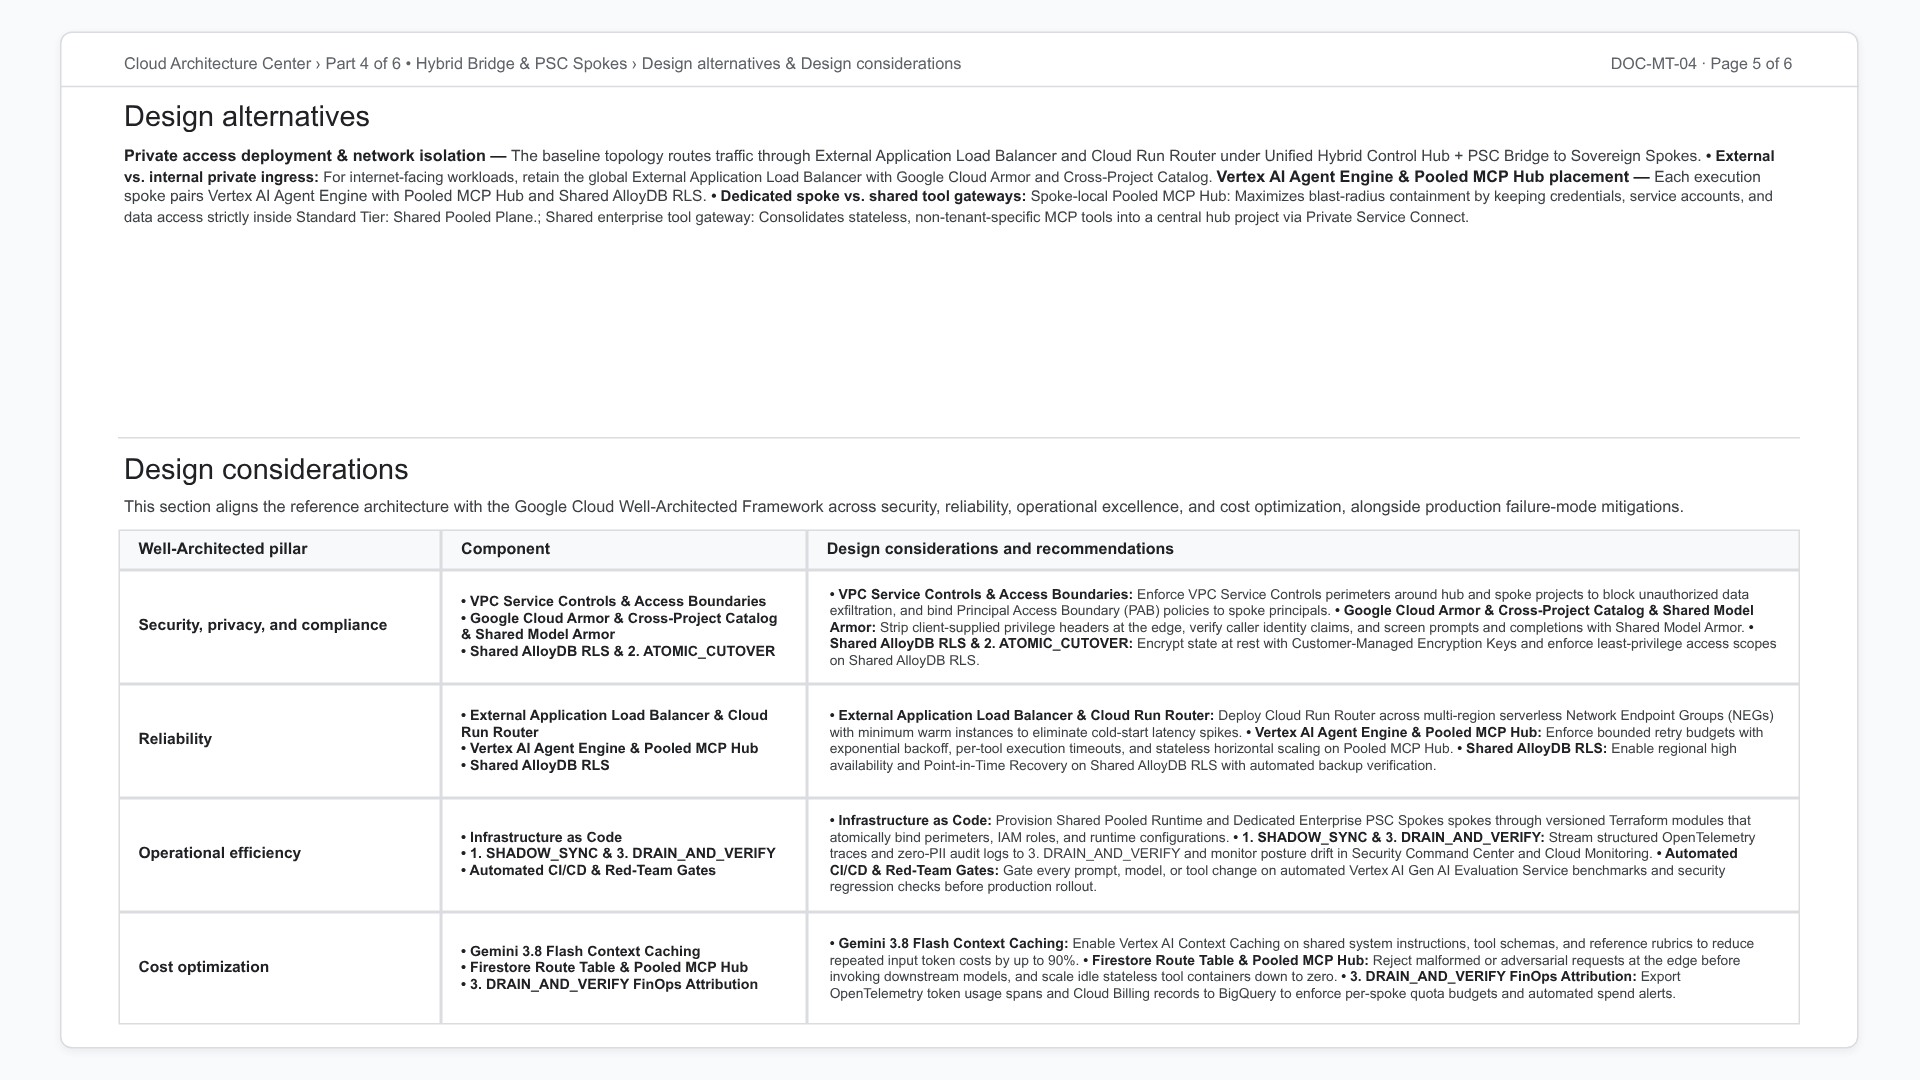 Cloud Architecture Center › Part 4 of 6 • Hybrid Bridge & PSC Spokes › Design alternatives & Design considerations
DOC-MT-04 · Page 5 of 6
Design alternatives
Private access deployment & network isolation — The baseline topology routes traffic through External Application Load Balancer and Cloud Run Router under Unified Hybrid Control Hub + PSC Bridge to Sovereign Spokes. • External
vs. internal private ingress: For internet-facing workloads, retain the global External Application Load Balancer with Google Cloud Armor and Cross-Project Catalog. Vertex AI Agent Engine & Pooled MCP Hub placement — Each execution
spoke pairs Vertex AI Agent Engine with Pooled MCP Hub and Shared AlloyDB RLS. • Dedicated spoke vs. shared tool gateways: Spoke-local Pooled MCP Hub: Maximizes blast-radius containment by keeping credentials, service accounts, and
data access strictly inside Standard Tier: Shared Pooled Plane.; Shared enterprise tool gateway: Consolidates stateless, non-tenant-specific MCP tools into a central hub project via Private Service Connect.
Design considerations
This section aligns the reference architecture with the Google Cloud Well-Architected Framework across security, reliability, operational excellence, and cost optimization, alongside production failure-mode mitigations.
Well-Architected pillar
Component
Design considerations and recommendations
Security, privacy, and compliance
• VPC Service Controls & Access Boundaries
• Google Cloud Armor & Cross-Project Catalog
& Shared Model Armor
• Shared AlloyDB RLS & 2. ATOMIC_CUTOVER
• VPC Service Controls & Access Boundaries: Enforce VPC Service Controls perimeters around hub and spoke projects to block unauthorized data
exfiltration, and bind Principal Access Boundary (PAB) policies to spoke principals. • Google Cloud Armor & Cross-Project Catalog & Shared Model
Armor: Strip client-supplied privilege headers at the edge, verify caller identity claims, and screen prompts and completions with Shared Model Armor. •
Shared AlloyDB RLS & 2. ATOMIC_CUTOVER: Encrypt state at rest with Customer-Managed Encryption Keys and enforce least-privilege access scopes
on Shared AlloyDB RLS.
Reliability
• External Application Load Balancer & Cloud
Run Router
• Vertex AI Agent Engine & Pooled MCP Hub
• Shared AlloyDB RLS
• External Application Load Balancer & Cloud Run Router: Deploy Cloud Run Router across multi-region serverless Network Endpoint Groups (NEGs)
with minimum warm instances to eliminate cold-start latency spikes. • Vertex AI Agent Engine & Pooled MCP Hub: Enforce bounded retry budgets with
exponential backoff, per-tool execution timeouts, and stateless horizontal scaling on Pooled MCP Hub. • Shared AlloyDB RLS: Enable regional high
availability and Point-in-Time Recovery on Shared AlloyDB RLS with automated backup verification.
Operational efficiency
• Infrastructure as Code
• 1. SHADOW_SYNC & 3. DRAIN_AND_VERIFY
• Automated CI/CD & Red-Team Gates
• Infrastructure as Code: Provision Shared Pooled Runtime and Dedicated Enterprise PSC Spokes spokes through versioned Terraform modules that
atomically bind perimeters, IAM roles, and runtime configurations. • 1. SHADOW_SYNC & 3. DRAIN_AND_VERIFY: Stream structured OpenTelemetry
traces and zero-PII audit logs to 3. DRAIN_AND_VERIFY and monitor posture drift in Security Command Center and Cloud Monitoring. • Automated
CI/CD & Red-Team Gates: Gate every prompt, model, or tool change on automated Vertex AI Gen AI Evaluation Service benchmarks and security
regression checks before production rollout.
Cost optimization
• Gemini 3.8 Flash Context Caching
• Firestore Route Table & Pooled MCP Hub
• 3. DRAIN_AND_VERIFY FinOps Attribution
• Gemini 3.8 Flash Context Caching: Enable Vertex AI Context Caching on shared system instructions, tool schemas, and reference rubrics to reduce
repeated input token costs by up to 90%. • Firestore Route Table & Pooled MCP Hub: Reject malformed or adversarial requests at the edge before
invoking downstream models, and scale idle stateless tool containers down to zero. • 3. DRAIN_AND_VERIFY FinOps Attribution: Export
OpenTelemetry token usage spans and Cloud Billing records to BigQuery to enforce per-spoke quota budgets and automated spend alerts.